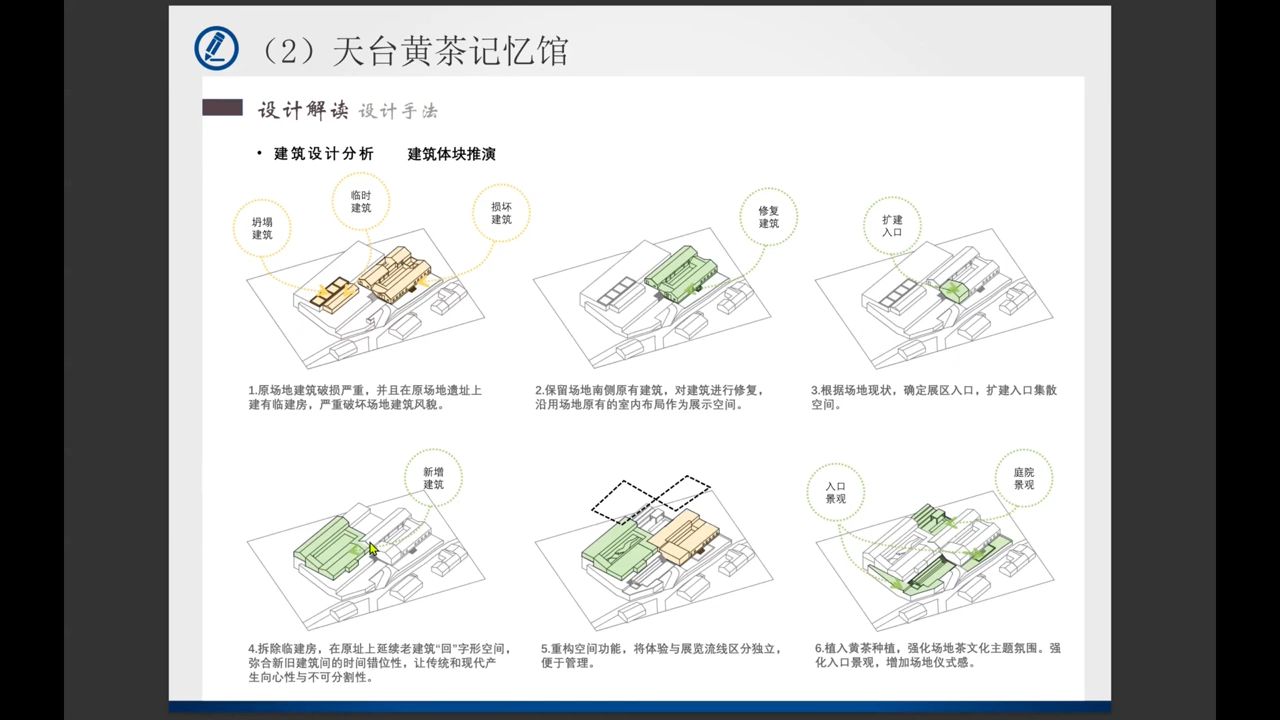 （2）天台黄茶记忆馆
设计解读 设计手法
• 建筑设计分析 建筑体块推演
坍塌
建筑
临时
建筑
损坏
建筑
修复
建筑
扩建
入口
1.原场地建筑破损严重，并且在原场地遗址上
建有临建房，严重破坏场地建筑风貌。
2.保留场地南侧原有建筑，对建筑进行修复，
沿用场地原有的室内布局作为展示空间。
3.根据场地现状，确定展区入口，扩建入口集散
空间。
新增
建筑
入口
景观
庭院
景观
4.拆除临建房，在原址上延续老建筑“回”字形空间，
弥合新旧建筑间的时间错位性，让传统和现代产
生向心性与不可分割性。
5.重构空间功能，将体验与展览流线区分独立，
便于管理。
6.植入黄茶种植，强化场地茶文化主题氛围。强
化入口景观，增加场地仪式感。